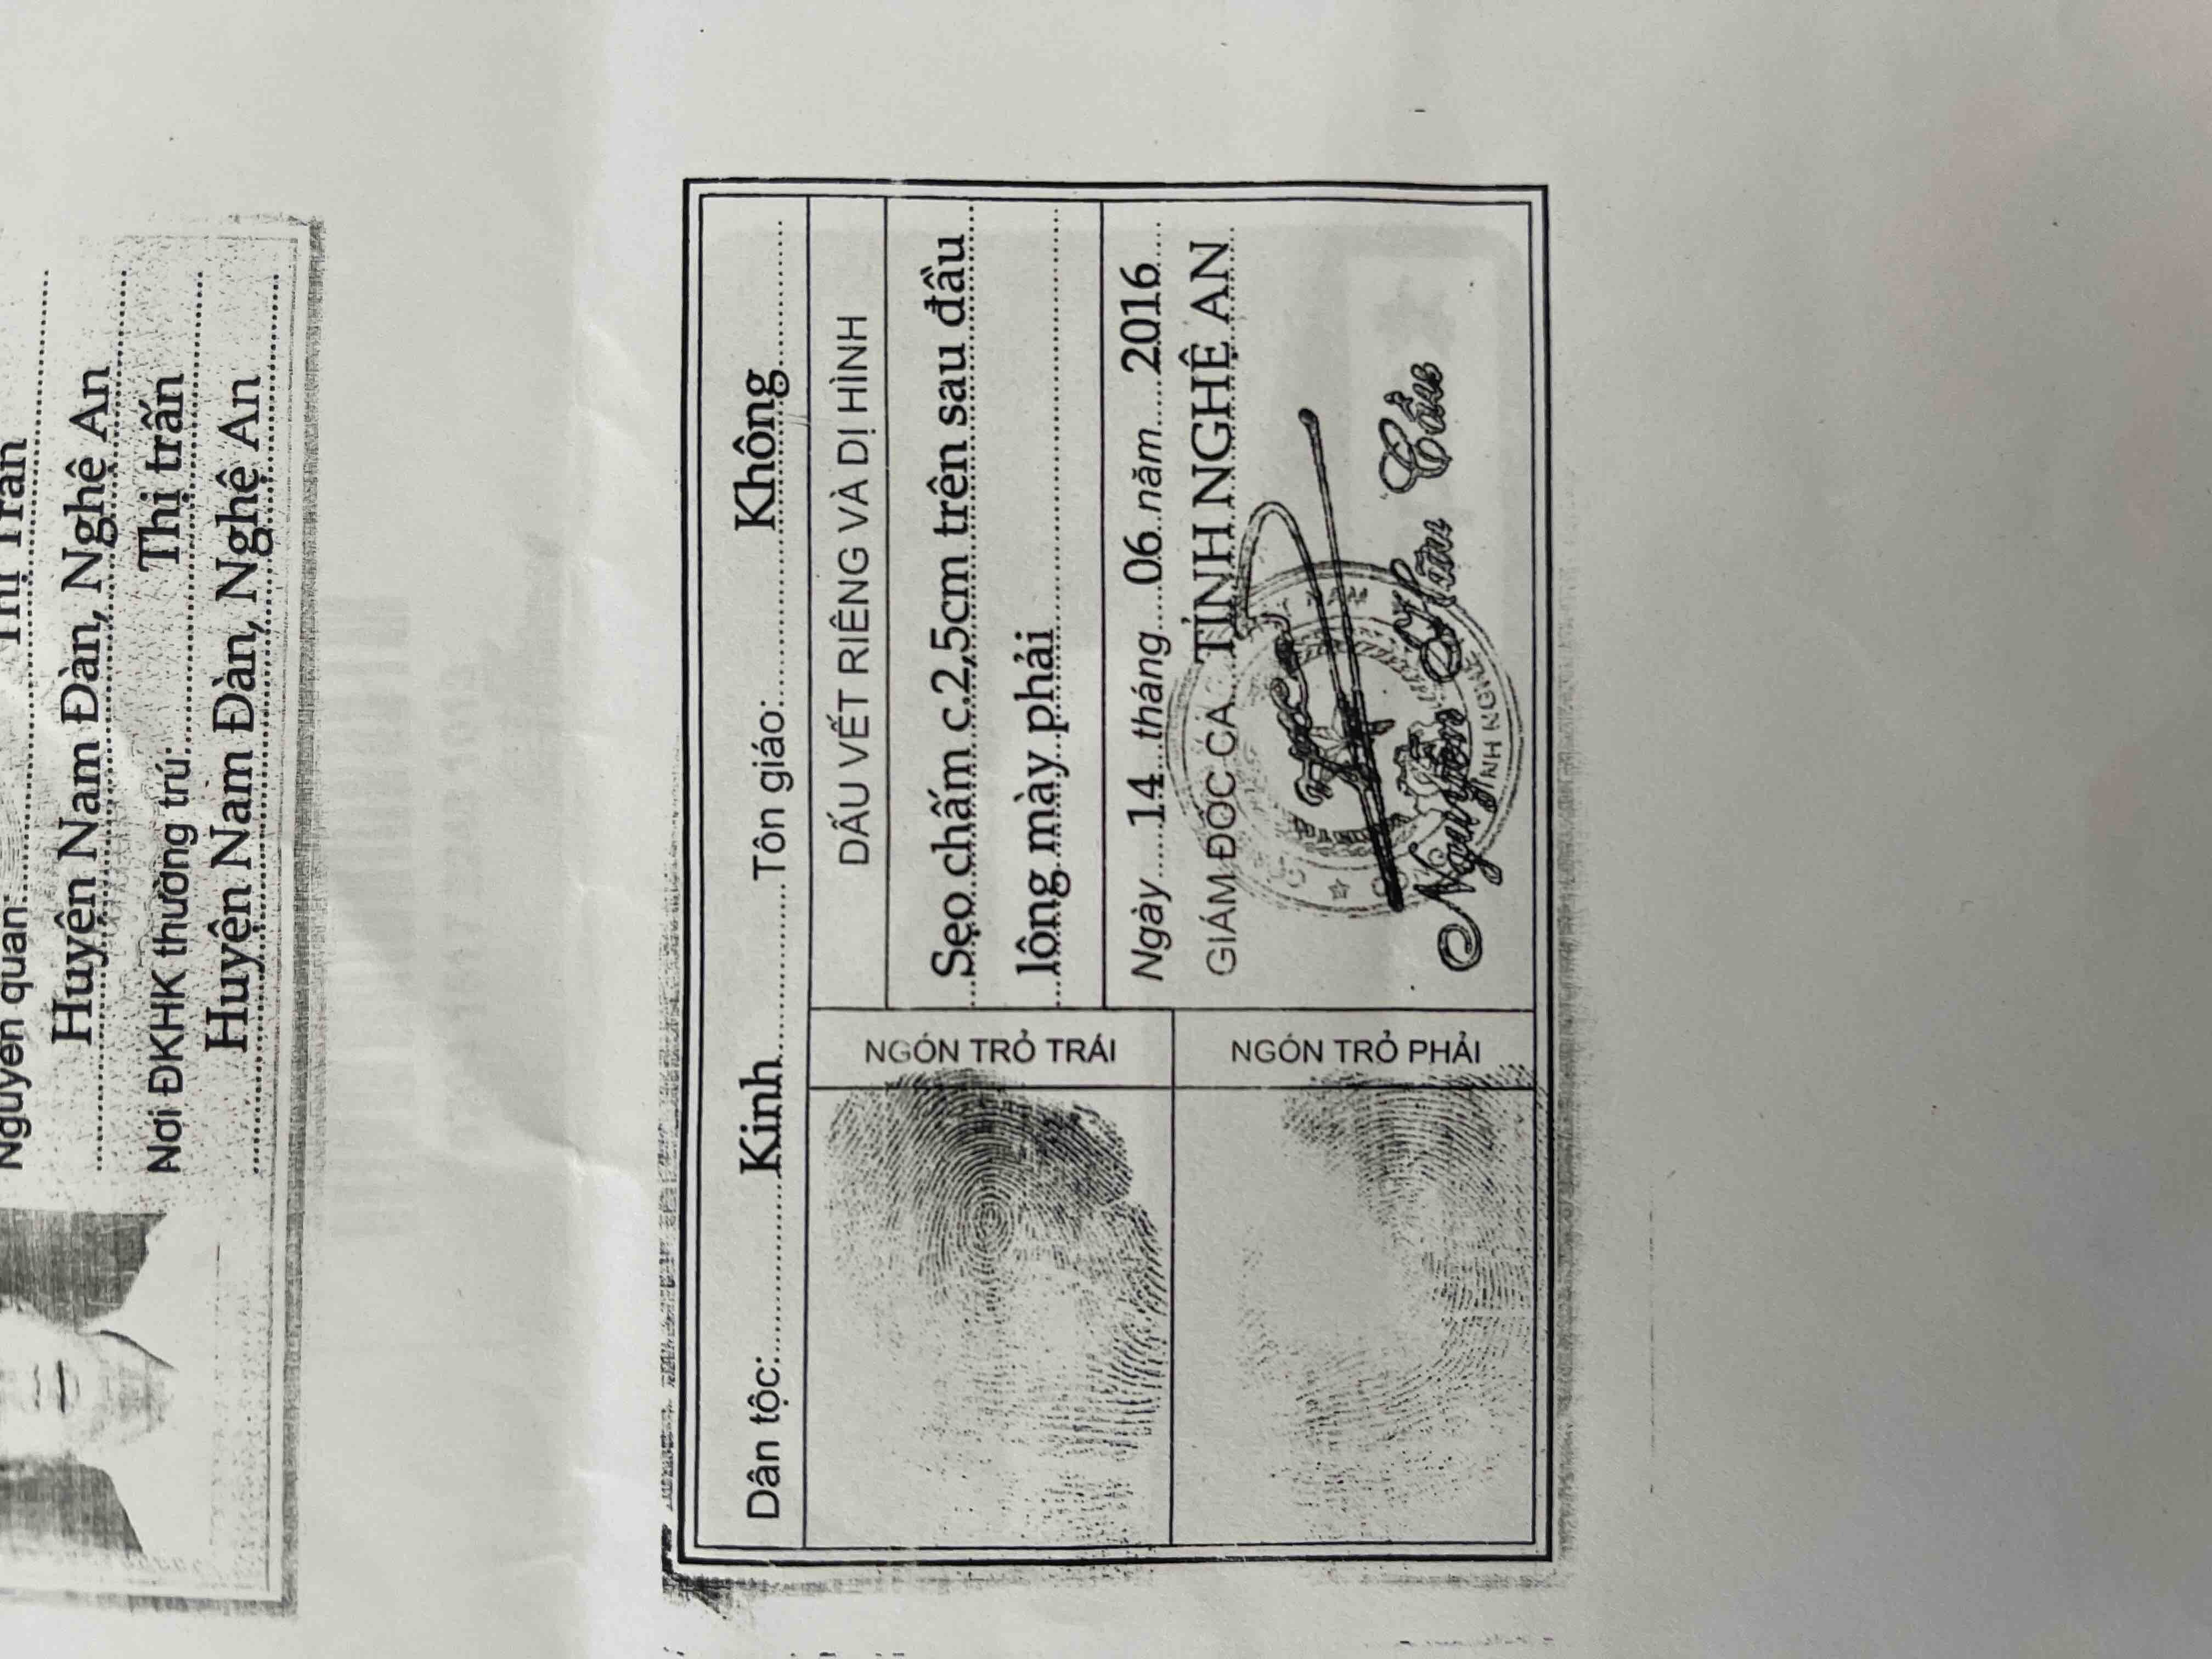 Nguyên quán: Thị Trấn
Huyện Nam Đàn, Nghệ An
Nơi ĐKHK thường trú: Thị trấn
Huyện Nam Đàn, Nghệ An
Dân tộc: Kinh Tôn giáo: Không
NGÓN TRỎ TRÁI
NGÓN TRỎ PHẢI
DẤU VẾT RIÊNG VÀ DỊ HÌNH
Sẹo chấm c.2,5cm trên sau đầu
lông mày phải
Ngày 14 tháng 06 năm 2016
GIÁM ĐỐC CA TỈNH NGHỆ AN
Nguyễn Hữu Cầu